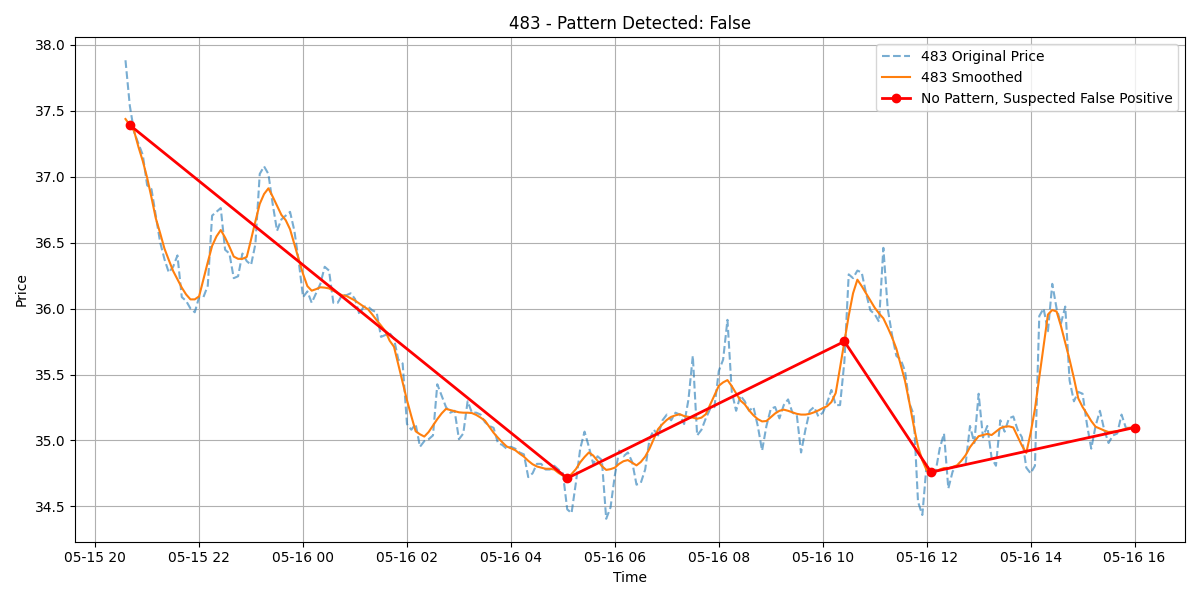 483 - Pattern Detected: False
483 Original Price
483 Smoothed
No Pattern, Suspected False Positive
Price
38.0
37.5
37.0
36.5
36.0
35.5
35.0
34.5
05-15 20 05-15 22 05-16 00 05-16 02 05-16 04 05-16 06 05-16 08 05-16 10 05-16 12 05-16 14 05-16 16
Time